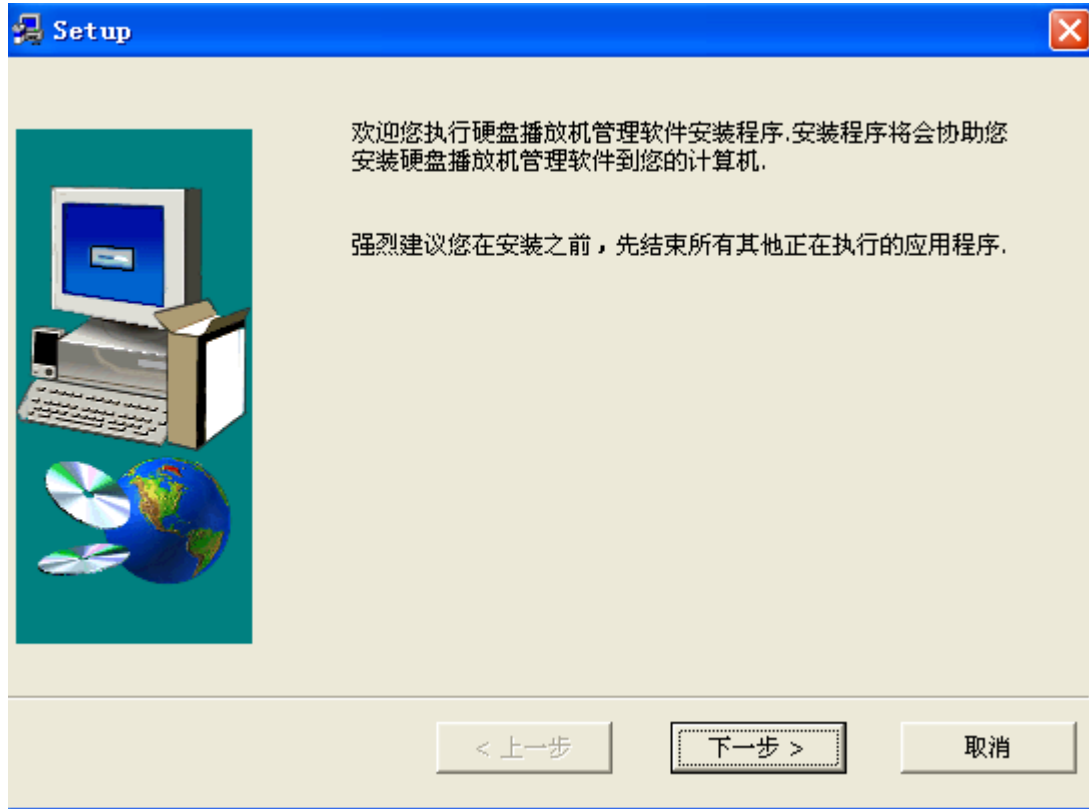 Setup
欢迎您执行硬盘播放机管理软件安装程序.安装程序将会协助您
安装硬盘播放机管理软件到您的计算机.
强烈建议您在安装之前，先结束所有其他正在执行的应用程序.
< 上一步
下一步 >
取消